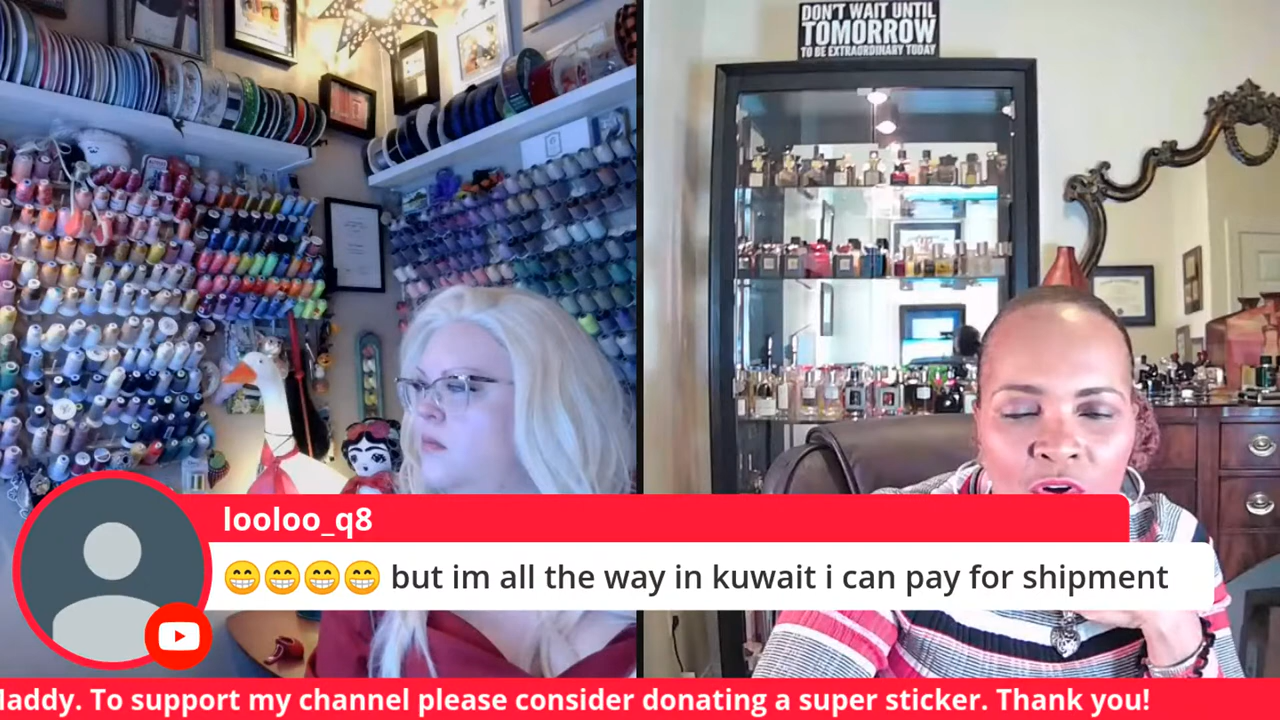 DON'T WAIT UNTIL
TOMORROW
TO BE EXTRAORDINARY TODAY
looloo_q8
😁😁😁😁 but im all the way in kuwait i can pay for shipment
addy. To support my channel please consider donating a super sticker. Thank you!